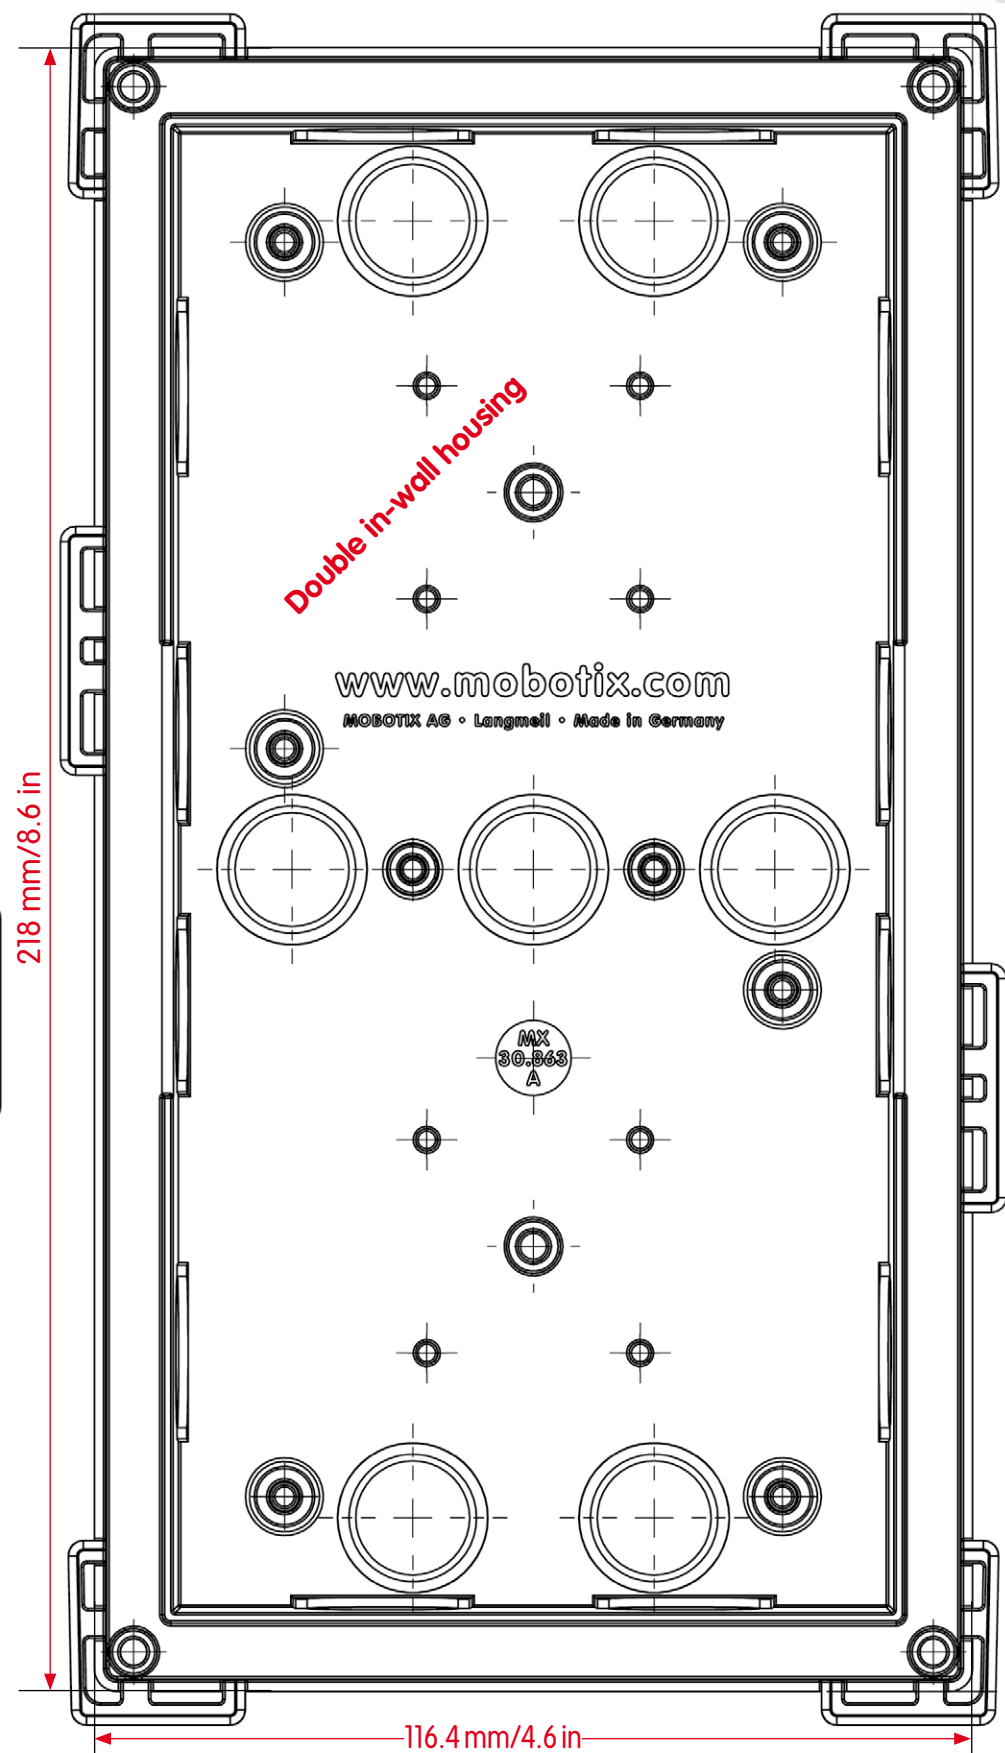 Double in-wall housing
www.mobotix.com
MOBOTIX AG • Langmeil • Made in Germany
218 mm/8.6 in
MX
30.863
A
116.4 mm/4.6 in